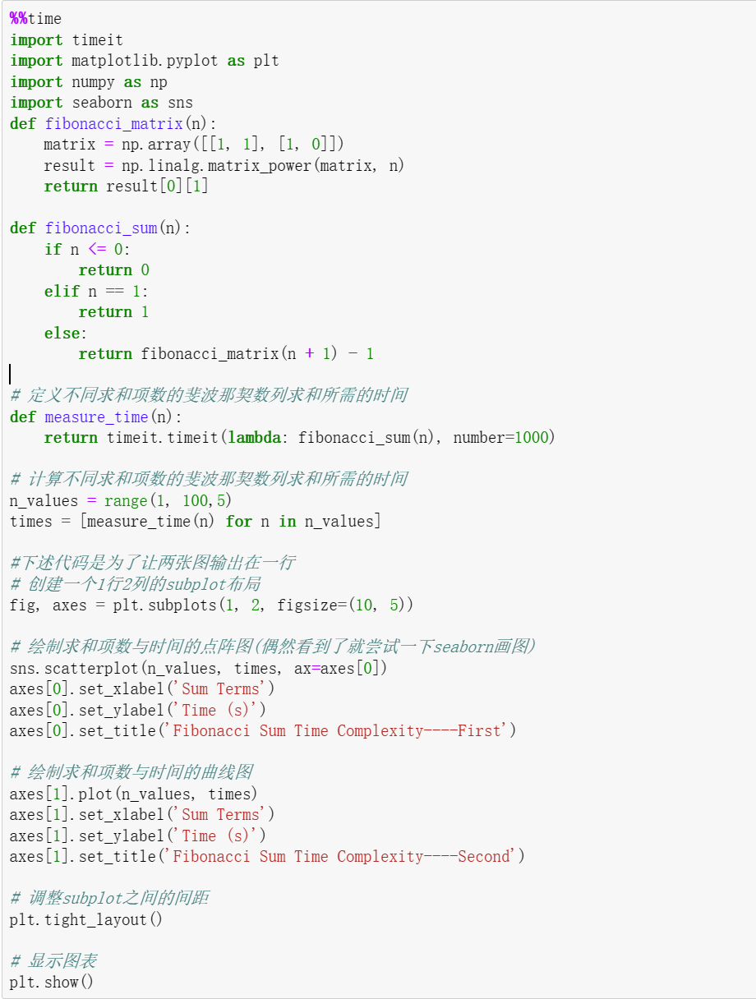 %%time
import timeit
import matplotlib.pyplot as plt
import numpy as np
import seaborn as sns
def fibonacci_matrix(n):
    matrix = np.array([[1, 1], [1, 0]])
    result = np.linalg.matrix_power(matrix, n)
    return result[0][1]

def fibonacci_sum(n):
    if n <= 0:
        return 0
    elif n == 1:
        return 1
    else:
        return fibonacci_matrix(n + 1) - 1

# 定义不同求和项数的斐波那契数列求和所需的时间
def measure_time(n):
    return timeit.timeit(lambda: fibonacci_sum(n), number=1000)

# 计算不同求和项数的斐波那契数列求和所需的时间
n_values = range(1, 100,5)
times = [measure_time(n) for n in n_values]

#下述代码是为了让两张图输出在一行
# 创建一个1行2列的subplot布局
fig, axes = plt.subplots(1, 2, figsize=(10, 5))

# 绘制求和项数与时间的点阵图(偶然看到了就尝试一下seaborn画图)
sns.scatterplot(n_values, times, ax=axes[0])
axes[0].set_xlabel('Sum Terms')
axes[0].set_ylabel('Time (s)')
axes[0].set_title('Fibonacci Sum Time Complexity----First')

# 绘制求和项数与时间的曲线图
axes[1].plot(n_values, times)
axes[1].set_xlabel('Sum Terms')
axes[1].set_ylabel('Time (s)')
axes[1].set_title('Fibonacci Sum Time Complexity----Second')

# 调整subplot之间的间距
plt.tight_layout()

# 显示图表
plt.show()